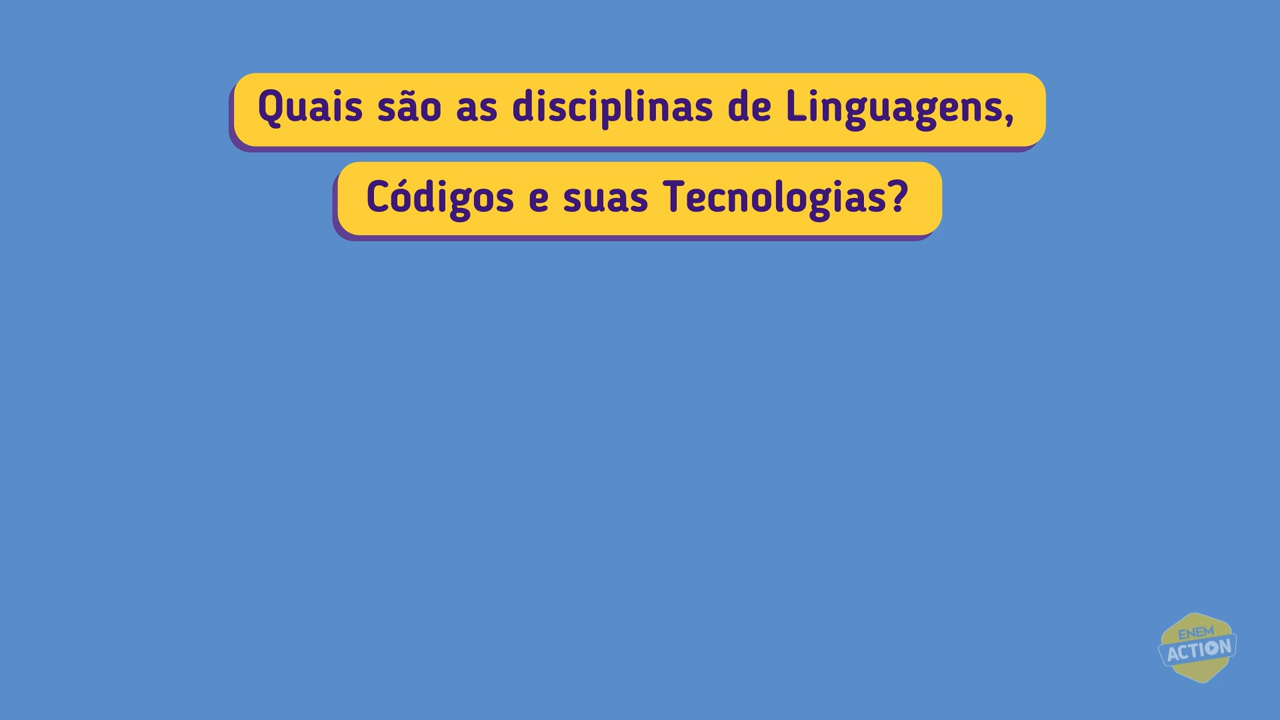 Quais são as disciplinas de Linguagens,
Códigos e suas Tecnologias?
ENEM
ACTION